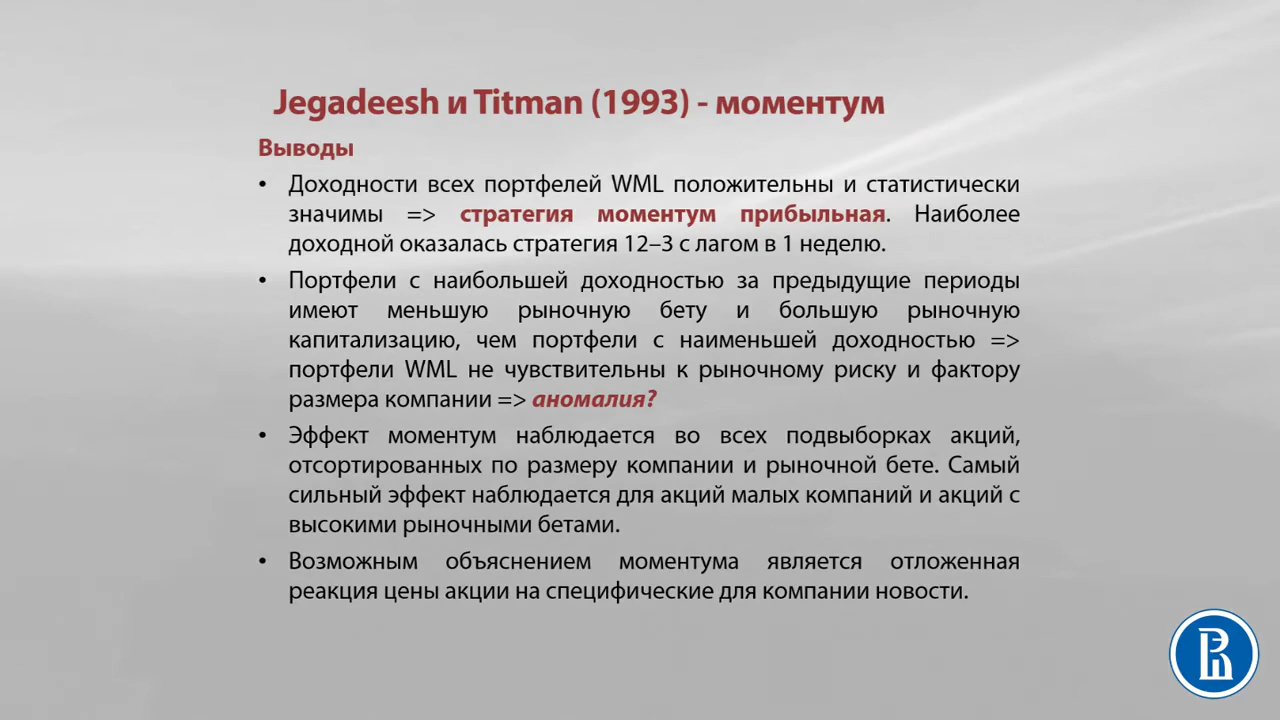 Jegadeesh и Titman (1993) - моментум
Выводы
• Доходности всех портфелей WML положительны и статистически
значимы => стратегия моментум прибыльная. Наиболее
доходной оказалась стратегия 12–3 с лагом в 1 неделю.
• Портфели с наибольшей доходностью за предыдущие периоды
имеют меньшую рыночную бету и большую рыночную
капитализацию, чем портфели с наименьшей доходностью =>
портфели WML не чувствительны к рыночному риску и фактору
размера компании => аномалия?
• Эффект моментум наблюдается во всех подвыборках акций,
отсортированных по размеру компании и рыночной бете. Самый
сильный эффект наблюдается для акций малых компаний и акций с
высокими рыночными бетами.
• Возможным объяснением моментума является отложенная
реакция цены акции на специфические для компании новости.